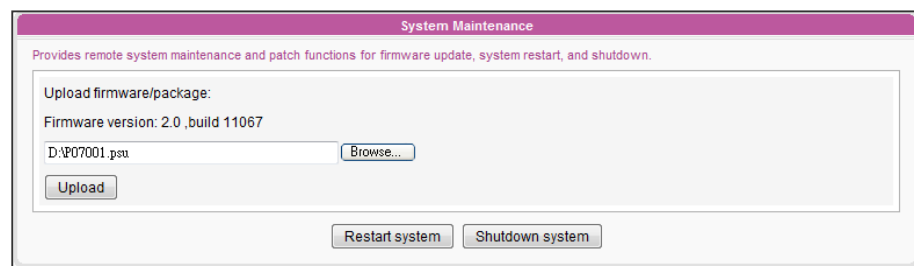 System Maintenance
Provides remote system maintenance and patch functions for firmware update, system restart, and shutdown.
Upload firmware/package:
Firmware version: 2.0 ,build 11067
D:\P07001.psu Browse...
Upload
Restart system Shutdown system